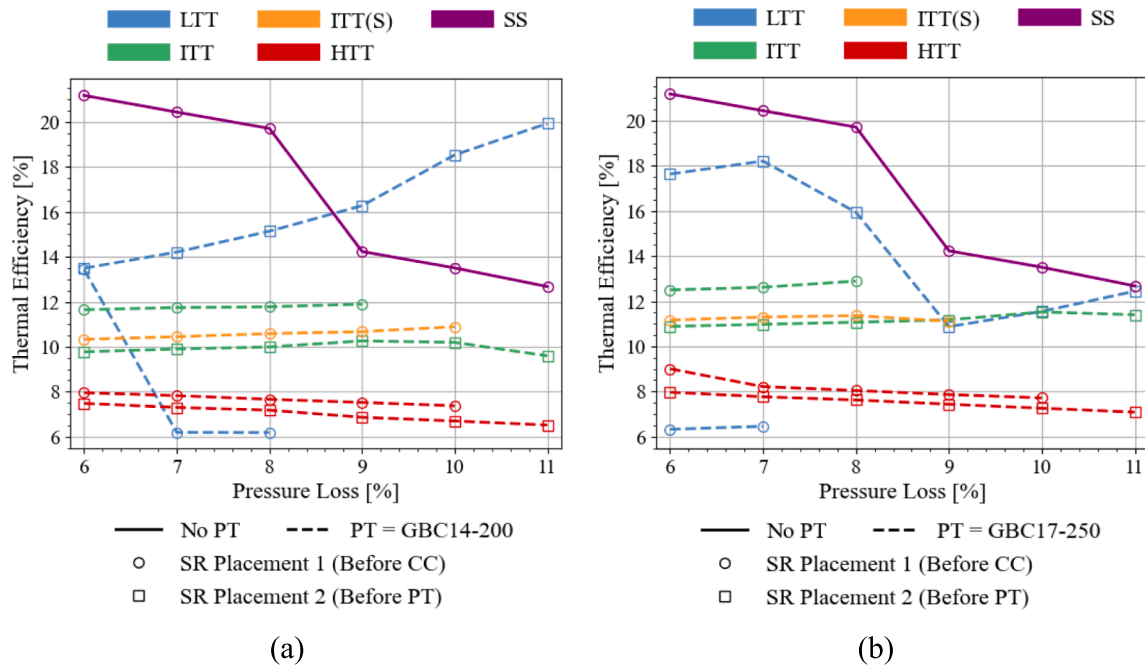 LTT ITT(S) SS
ITT HTT
20
18
16
14
12
10
8
6
Thermal Efficiency [%]
6 7 8 9 10 11
Pressure Loss [%]
No PT PT = GBC14-200
SR Placement 1 (Before CC)
SR Placement 2 (Before PT)
(a)
LTT ITT(S) SS
ITT HTT
20
18
16
14
12
10
8
6
Thermal Efficiency [%]
6 7 8 9 10 11
Pressure Loss [%]
No PT PT = GBC17-250
SR Placement 1 (Before CC)
SR Placement 2 (Before PT)
(b)